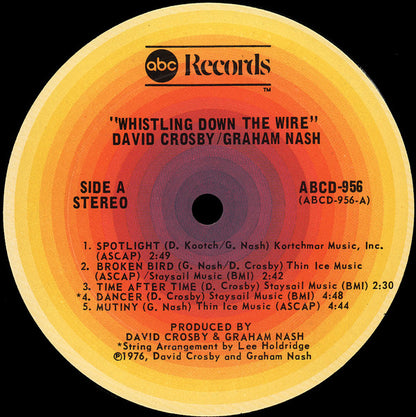 abc Records
TM
"WHISTLING DOWN THE WIRE"
DAVID CROSBY/GRAHAM NASH
SIDE A
STEREO
ABCD-956
(ABCD-956-A)
1. SPOTLIGHT (D. Kootch/G. Nash) Kortchmar Music, Inc.
(ASCAP) 2:49
2. BROKEN BIRD (G. Nash/D. Crosby) Thin Ice Music
(ASCAP)/Staysail Music (BMI) 2:42
3. TIME AFTER TIME (D. Crosby) Staysail Music (BMI) 2:30
*4. DANCER (D. Crosby) Staysail Music (BMI) 4:48
5. MUTINY (G. Nash) Thin Ice Music (ASCAP) 4:44
PRODUCED BY
DAVID CROSBY & GRAHAM NASH
*String Arrangement by Lee Holdridge
℗1976, David Crosby and Graham Nash